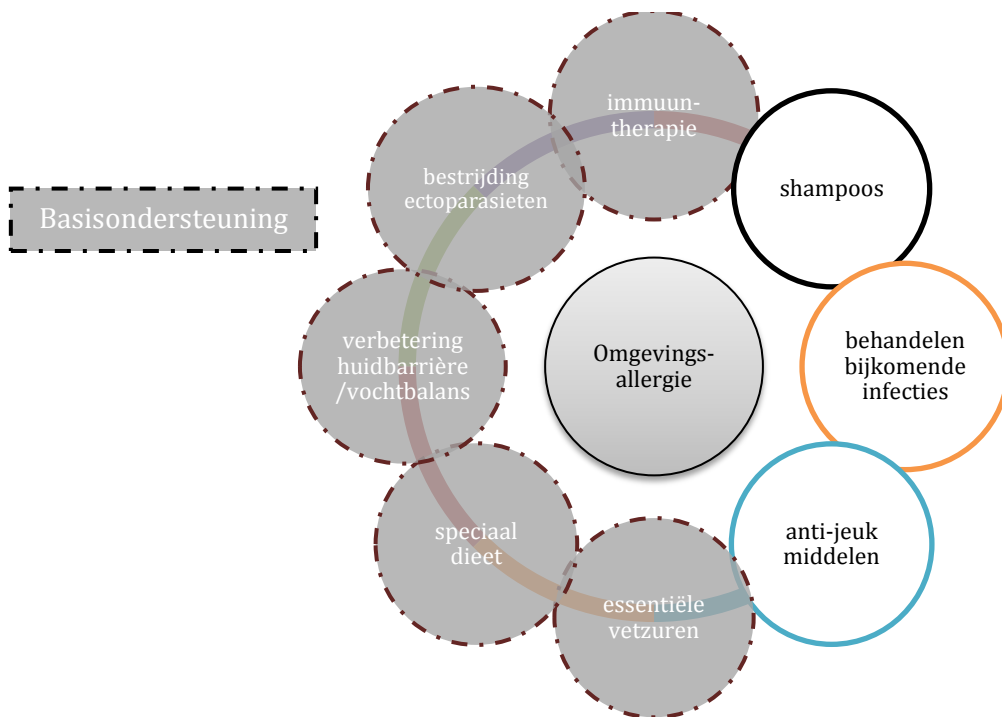 immuun-
therapie
bestrijding
ectoparasieten
shampoos
Basisondersteuning
verbetering
huidbarrière
/vochtbalans
Omgevings-
allergie
behandelen
bijkomende
infecties
speciaal
dieet
anti-jeuk
middelen
essentiële
vetzuren